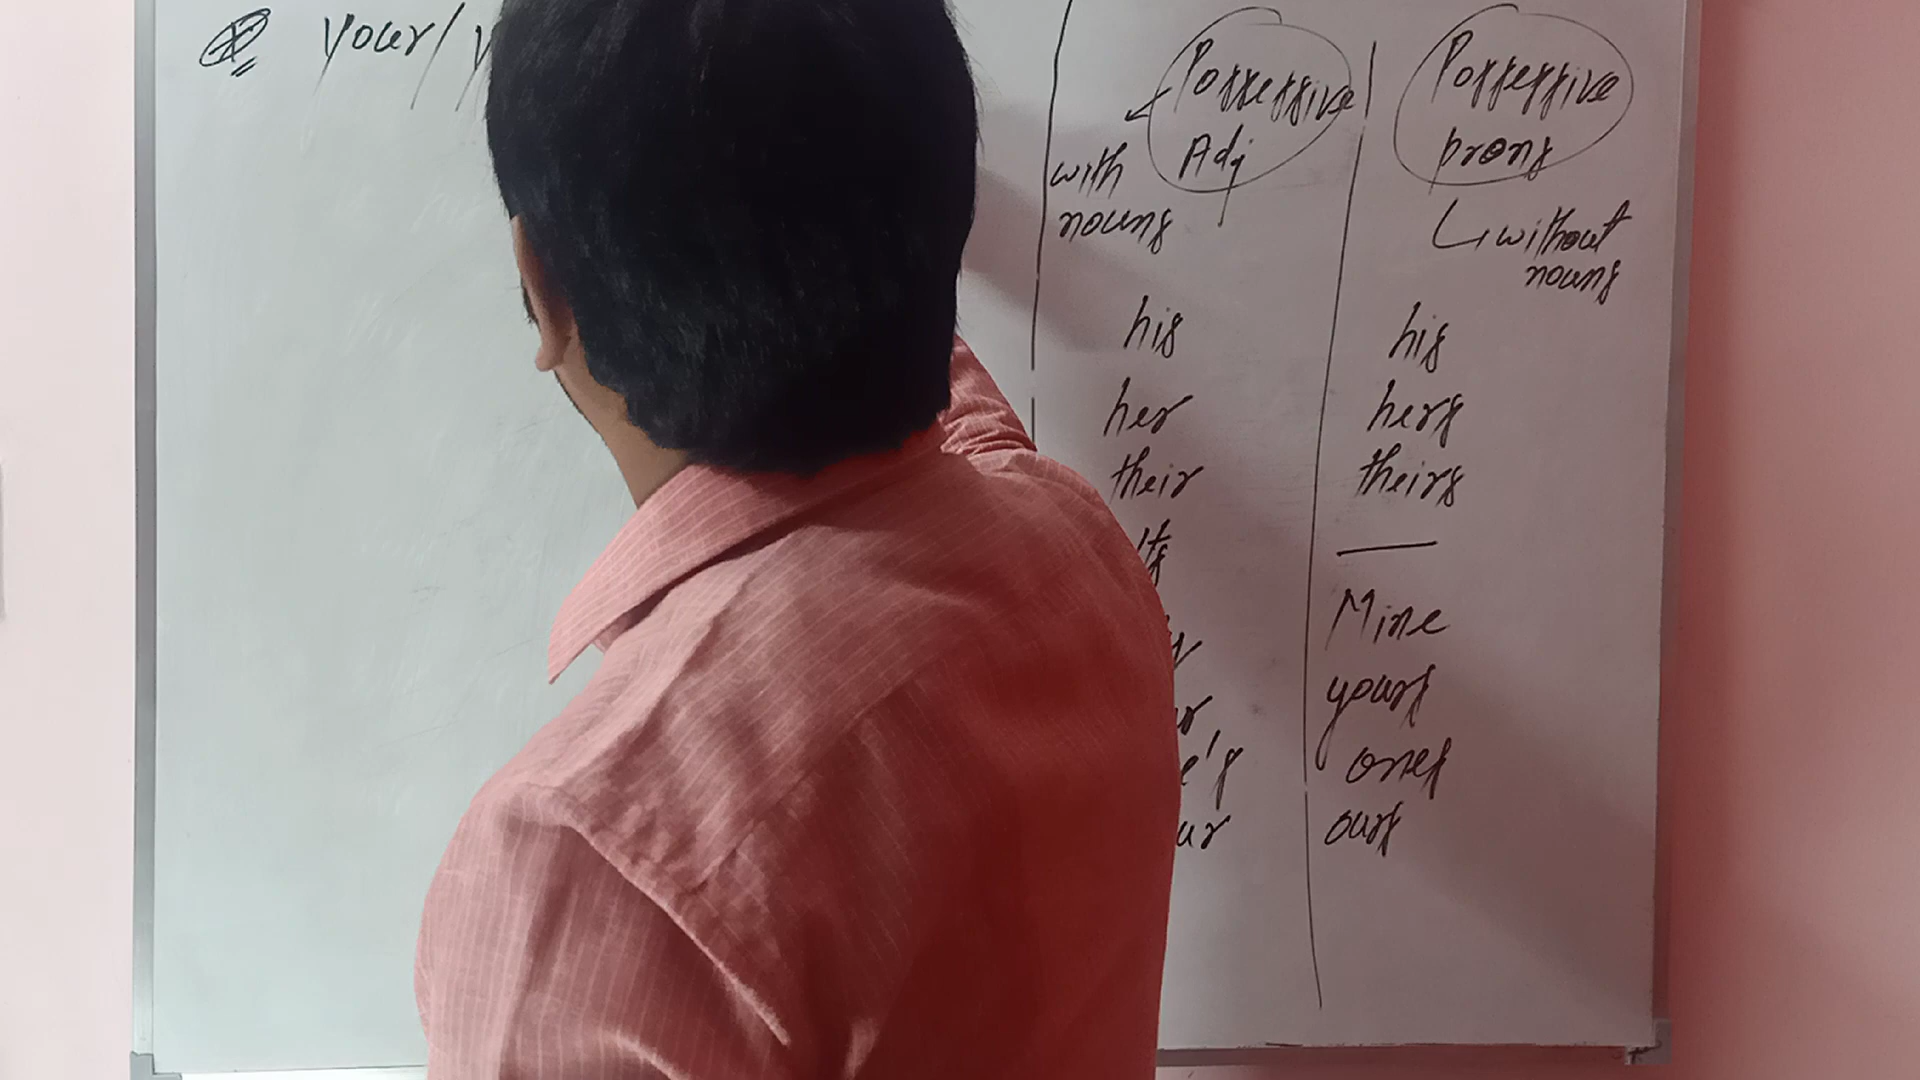 your/
Possessive
Adj
with
nouns
his
her
their
Possessive
prons
without
nouns
his
hers
theirs
—
Mine
yours
ones
ours